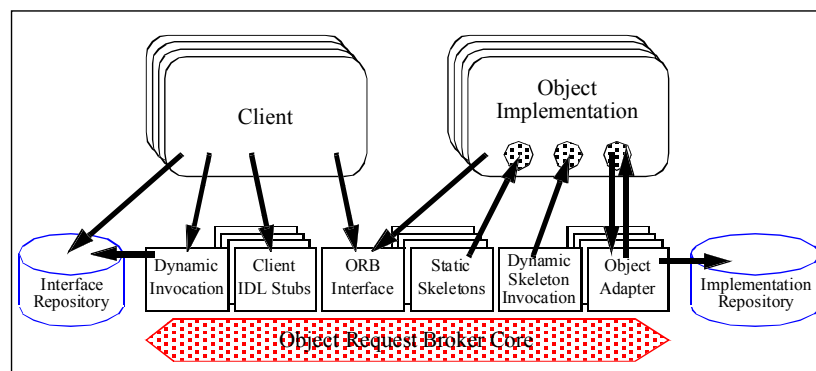 Client
Object
Implementation
Interface
Repository
Dynamic
Invocation
Client
IDL Stubs
ORB
Interface
Static
Skeletons
Dynamic
Skeleton
Invocation
Object
Adapter
Implementation
Repository
Object Request Broker Core